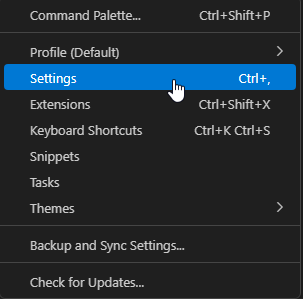 Command Palette... Ctrl+Shift+P
Profile (Default)
Settings Ctrl+,
Extensions Ctrl+Shift+X
Keyboard Shortcuts Ctrl+K Ctrl+S
Snippets
Tasks
Themes
Backup and Sync Settings...
Check for Updates...